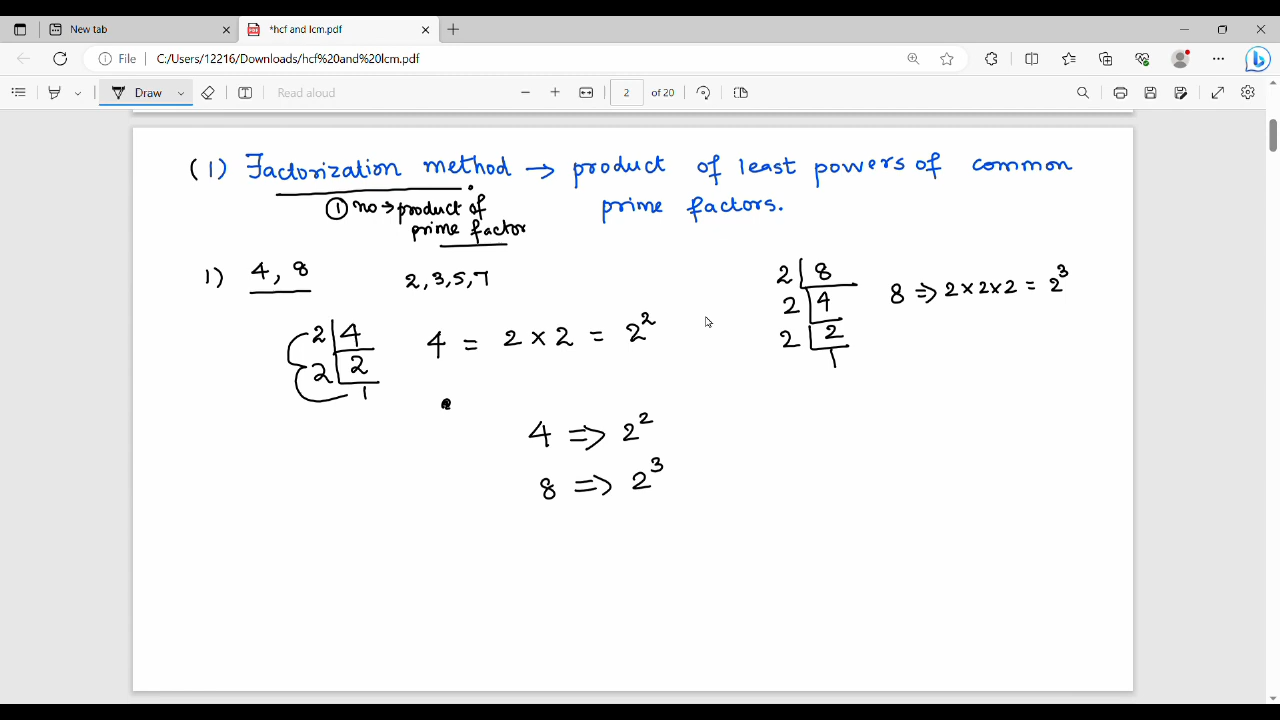 New tab
*hcf and lcm.pdf
File C:/Users/12216/Downloads/hcf%20and%20lcm.pdf
Draw Read aloud 2 of 20
(1) Factorization method → product of least powers of common
prime factors.
① no → product of
prime factor
1) 4, 8 2,3,5,7
2 | 4
2 | 2
1
4 = 2 × 2 = 2²
2 | 8
2 | 4
2 | 2
1
8 => 2×2×2 = 2³
4 => 2²
8 => 2³